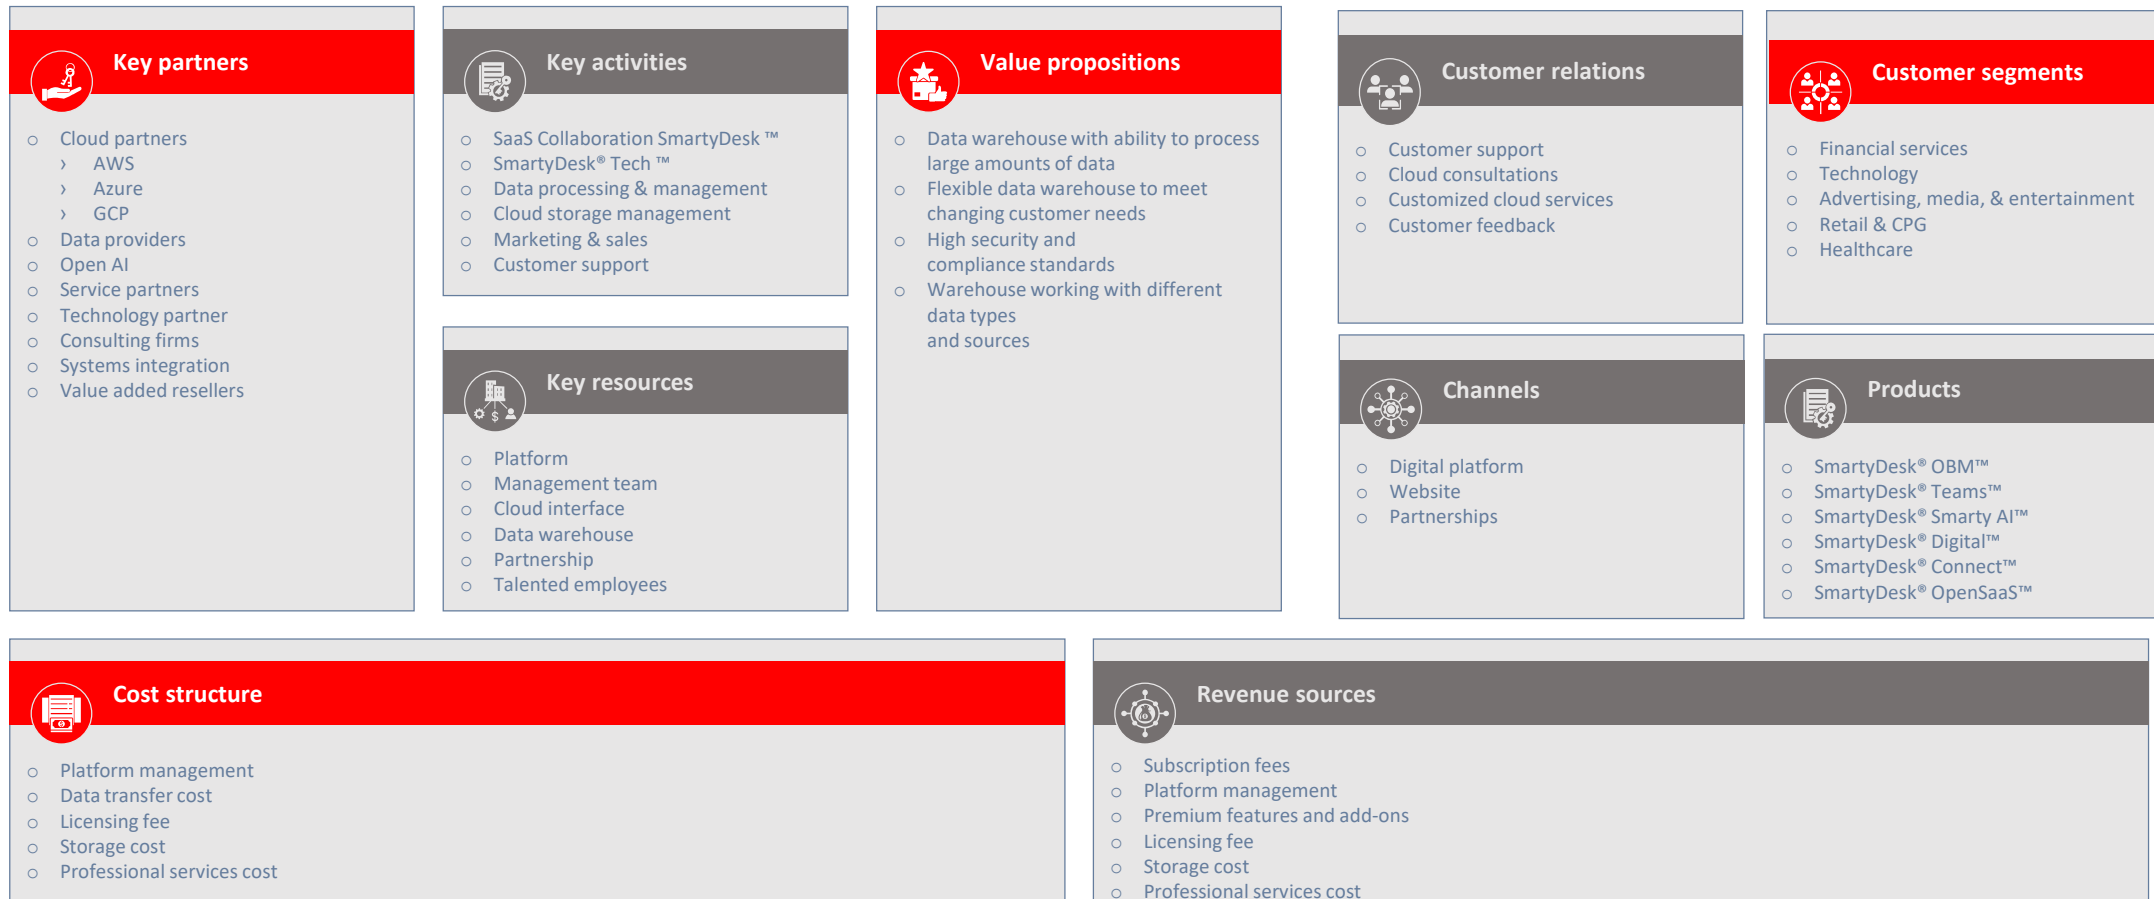 Key partners
Cloud partners
AWS
Azure
GCP
Data providers
Open AI
Service partners
Technology partner
Consulting firms
Systems integration
Value added resellers
Key activities
SaaS Collaboration SmartyDesk ™
SmartyDesk® Tech ™
Data processing & management
Cloud storage management
Marketing & sales
Customer support
Key resources
Platform
Management team
Cloud interface
Data warehouse
Partnership
Talented employees
Value propositions
Data warehouse with ability to process
large amounts of data
Flexible data warehouse to meet
changing customer needs
High security and
compliance standards
Warehouse working with different
data types
and sources
Customer relations
Customer support
Cloud consultations
Customized cloud services
Customer feedback
Channels
Digital platform
Website
Partnerships
Customer segments
Financial services
Technology
Advertising, media, & entertainment
Retail & CPG
Healthcare
Products
SmartyDesk® OBM™
SmartyDesk® Teams™
SmartyDesk® Smarty AI™
SmartyDesk® Digital™
SmartyDesk® Connect™
SmartyDesk® OpenSaaS™
Cost structure
Platform management
Data transfer cost
Licensing fee
Storage cost
Professional services cost
Revenue sources
Subscription fees
Platform management
Premium features and add-ons
Licensing fee
Storage cost
Professional services cost